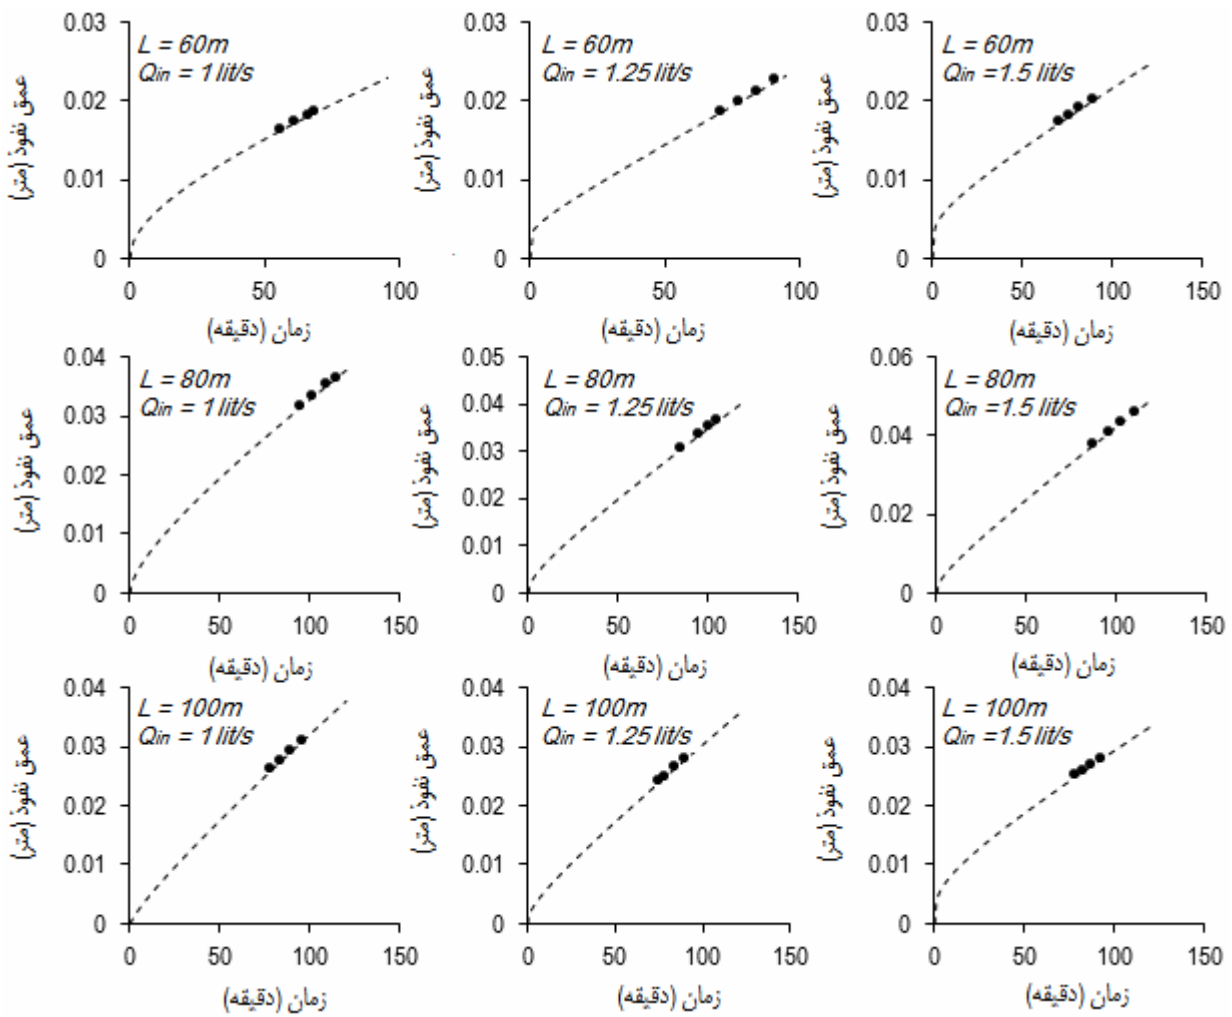 0.03
0.02
0.01
0
0 50 100
L = 60m
Qin = 1 lit/s
عمق نفوذ (متر)
زمان (دقیقه)
0.03
0.02
0.01
0
0 50 100
L = 60m
Qin = 1.25 lit/s
عمق نفوذ (متر)
زمان (دقیقه)
0.03
0.02
0.01
0
0 50 100 150
L = 60m
Qin =1.5 lit/s
عمق نفوذ (متر)
زمان (دقیقه)
0.04
0.03
0.02
0.01
0
0 50 100 150
L = 80m
Qin = 1 lit/s
عمق نفوذ (متر)
زمان (دقیقه)
0.05
0.04
0.03
0.02
0.01
0
0 50 100 150
L = 80m
Qin = 1.25 lit/s
عمق نفوذ (متر)
زمان (دقیقه)
0.06
0.04
0.02
0
0 50 100 150
L = 80m
Qin =1.5 lit/s
عمق نفوذ (متر)
زمان (دقیقه)
0.04
0.03
0.02
0.01
0
0 50 100 150
L = 100m
Qin = 1 lit/s
عمق نفوذ (متر)
زمان (دقیقه)
0.04
0.03
0.02
0.01
0
0 50 100 150
L = 100m
Qin = 1.25 lit/s
عمق نفوذ (متر)
زمان (دقیقه)
0.04
0.03
0.02
0.01
0
0 50 100 150
L = 100m
Qin =1.5 lit/s
عمق نفوذ (متر)
زمان (دقیقه)